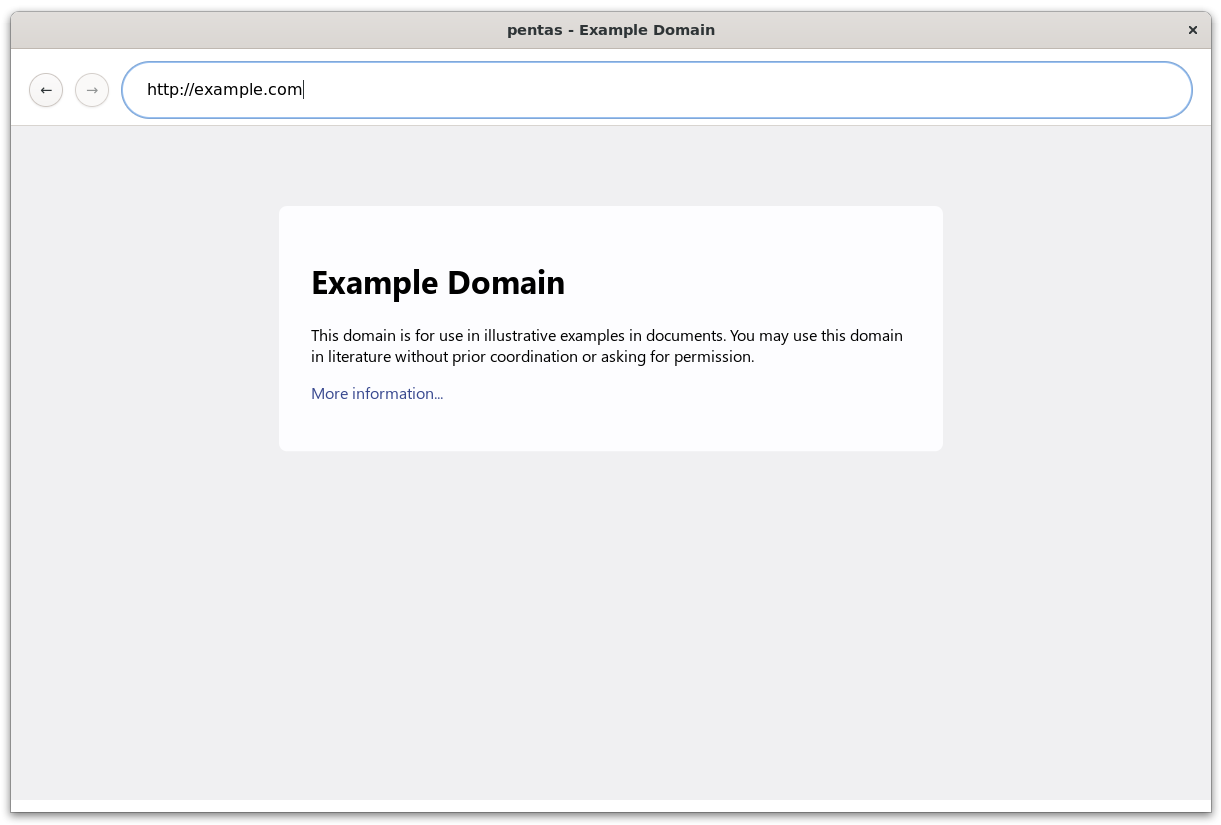 pentas - Example Domain
http://example.com
Example Domain
This domain is for use in illustrative examples in documents. You may use this domain
in literature without prior coordination or asking for permission.
More information...